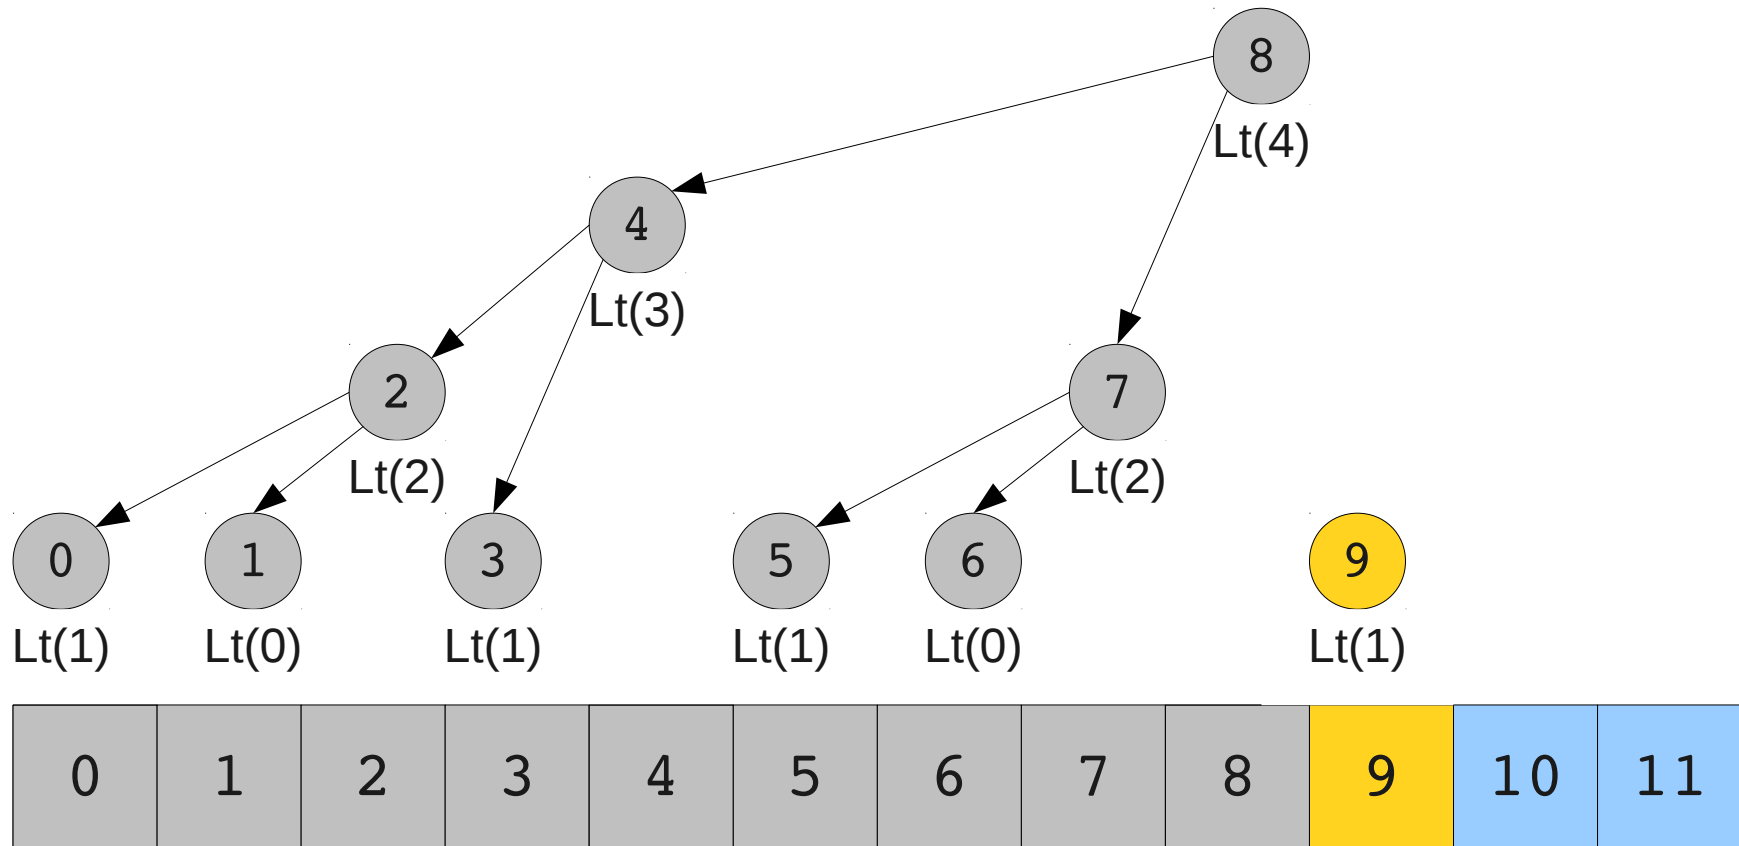 8
Lt(4)
4
Lt(3)
2
7
Lt(2)
Lt(2)
0
1
3
5
6
9
Lt(1)
Lt(0)
Lt(1)
Lt(1)
Lt(0)
Lt(1)
0 1 2 3 4 5 6 7 8 9 10 11